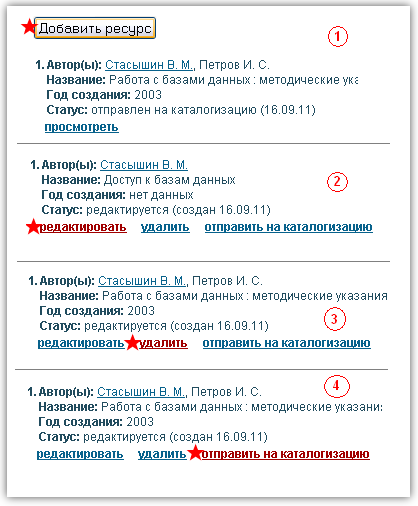 Добавить ресурс
1
1. Автор(ы): Стасышин В. М., Петров И. С.
Название: Работа с базами данных : методические ука
Год создания: 2003
Статус: отправлен на каталогизацию (16.09.11)
просмотреть
1. Автор(ы): Стасышин В. М.
2
Название: Доступ к базам данных
Год создания: нет данных
Статус: редактируется (создан 16.09.11)
редактировать удалить отправить на каталогизацию
1. Автор(ы): Стасышин В. М., Петров И. С.
Название: Работа с базами данных : методические указания
Год создания: 2003
3
Статус: редактируется (создан 16.09.11)
редактировать удалить отправить на каталогизацию
4
1. Автор(ы): Стасышин В. М., Петров И. С.
Название: Работа с базами данных : методические указани
Год создания: 2003
Статус: редактируется (создан 16.09.11)
редактировать удалить отправить на каталогизацию